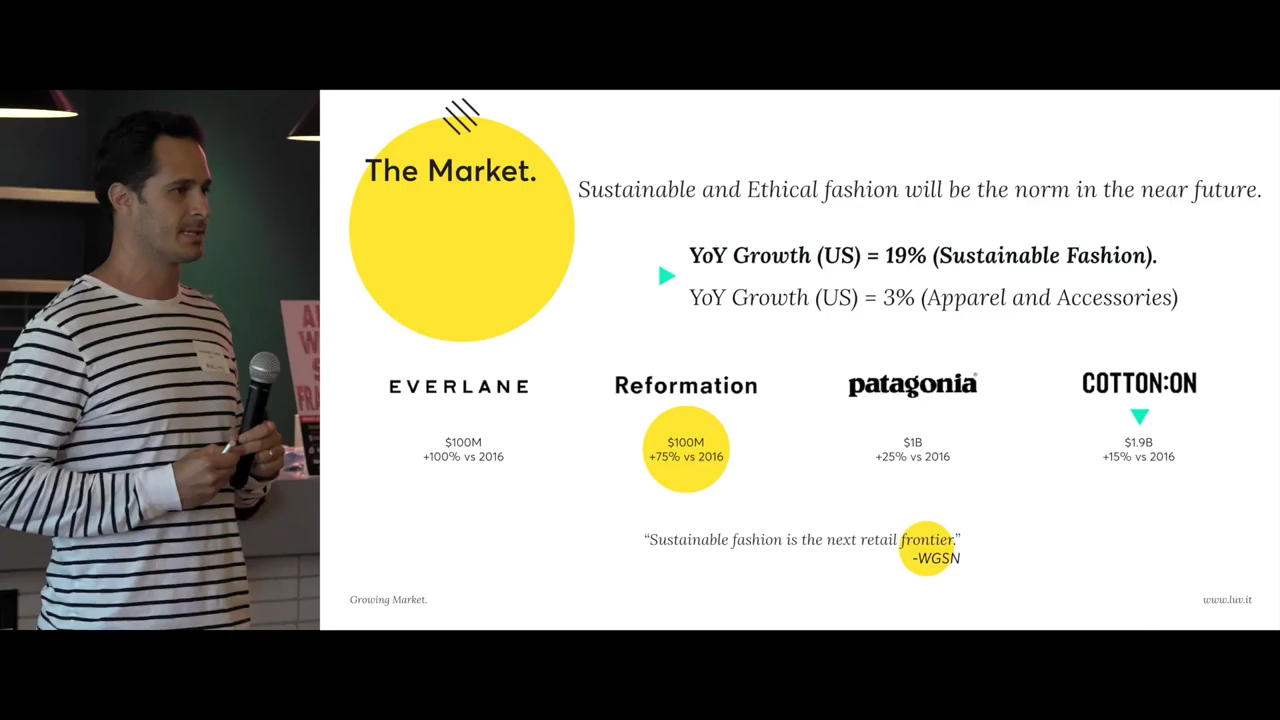 The Market.
Sustainable and Ethical fashion will be the norm in the near future.
YoY Growth (US) = 19% (Sustainable Fashion).
YoY Growth (US) = 3% (Apparel and Accessories)
EVERLANE
Reformation
patagonia®
COTTON:ON
$100M
+100% vs 2016
$100M
+75% vs 2016
$1B
+25% vs 2016
$1.9B
+15% vs 2016
“Sustainable fashion is the next retail frontier.”
-WGSN
Growing Market.
www.luv.it